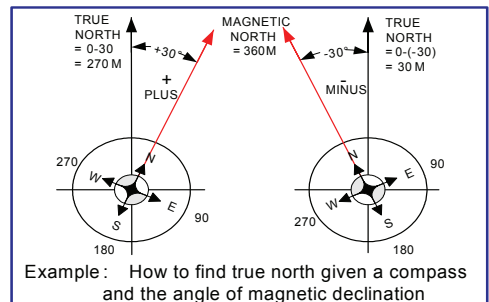 TRUE
NORTH
= 0-30
= 270 M
+30°
+
PLUS
MAGNETIC
NORTH
= 360M
-30°
-
MINUS
TRUE
NORTH
= 0-(-30)
= 30 M
270
N
W
E
S
90
180
N
E
W
S
90
270
180
Example : How to find true north given a compass
and the angle of magnetic declination